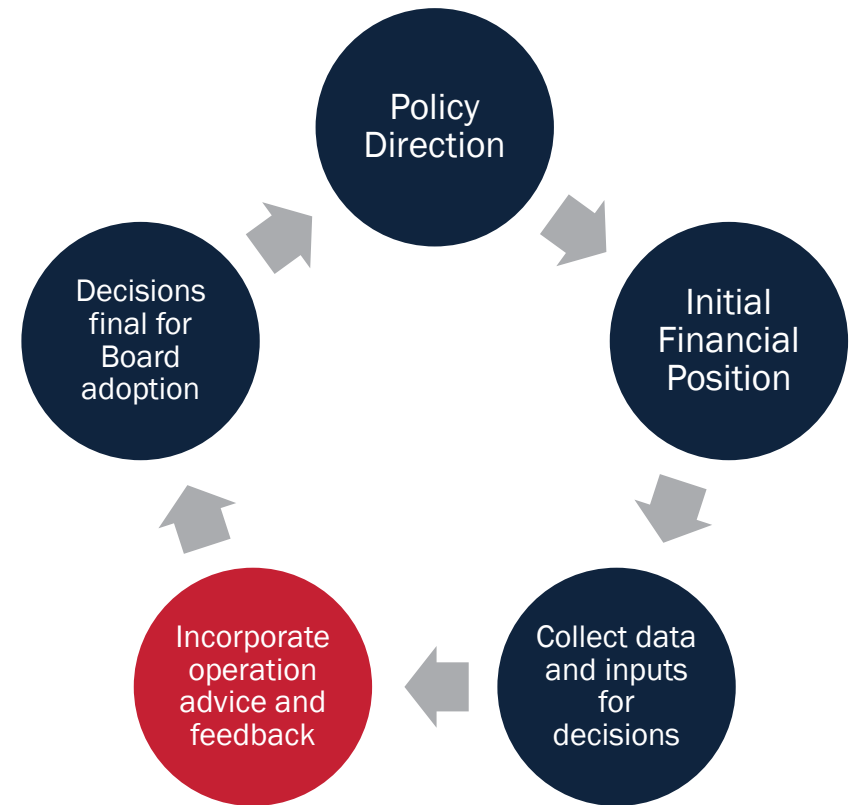 Policy
Direction
Initial
Financial
Position
Collect data
and inputs
for
decisions
Incorporate
operation
advice and
feedback
Decisions
final for
Board
adoption